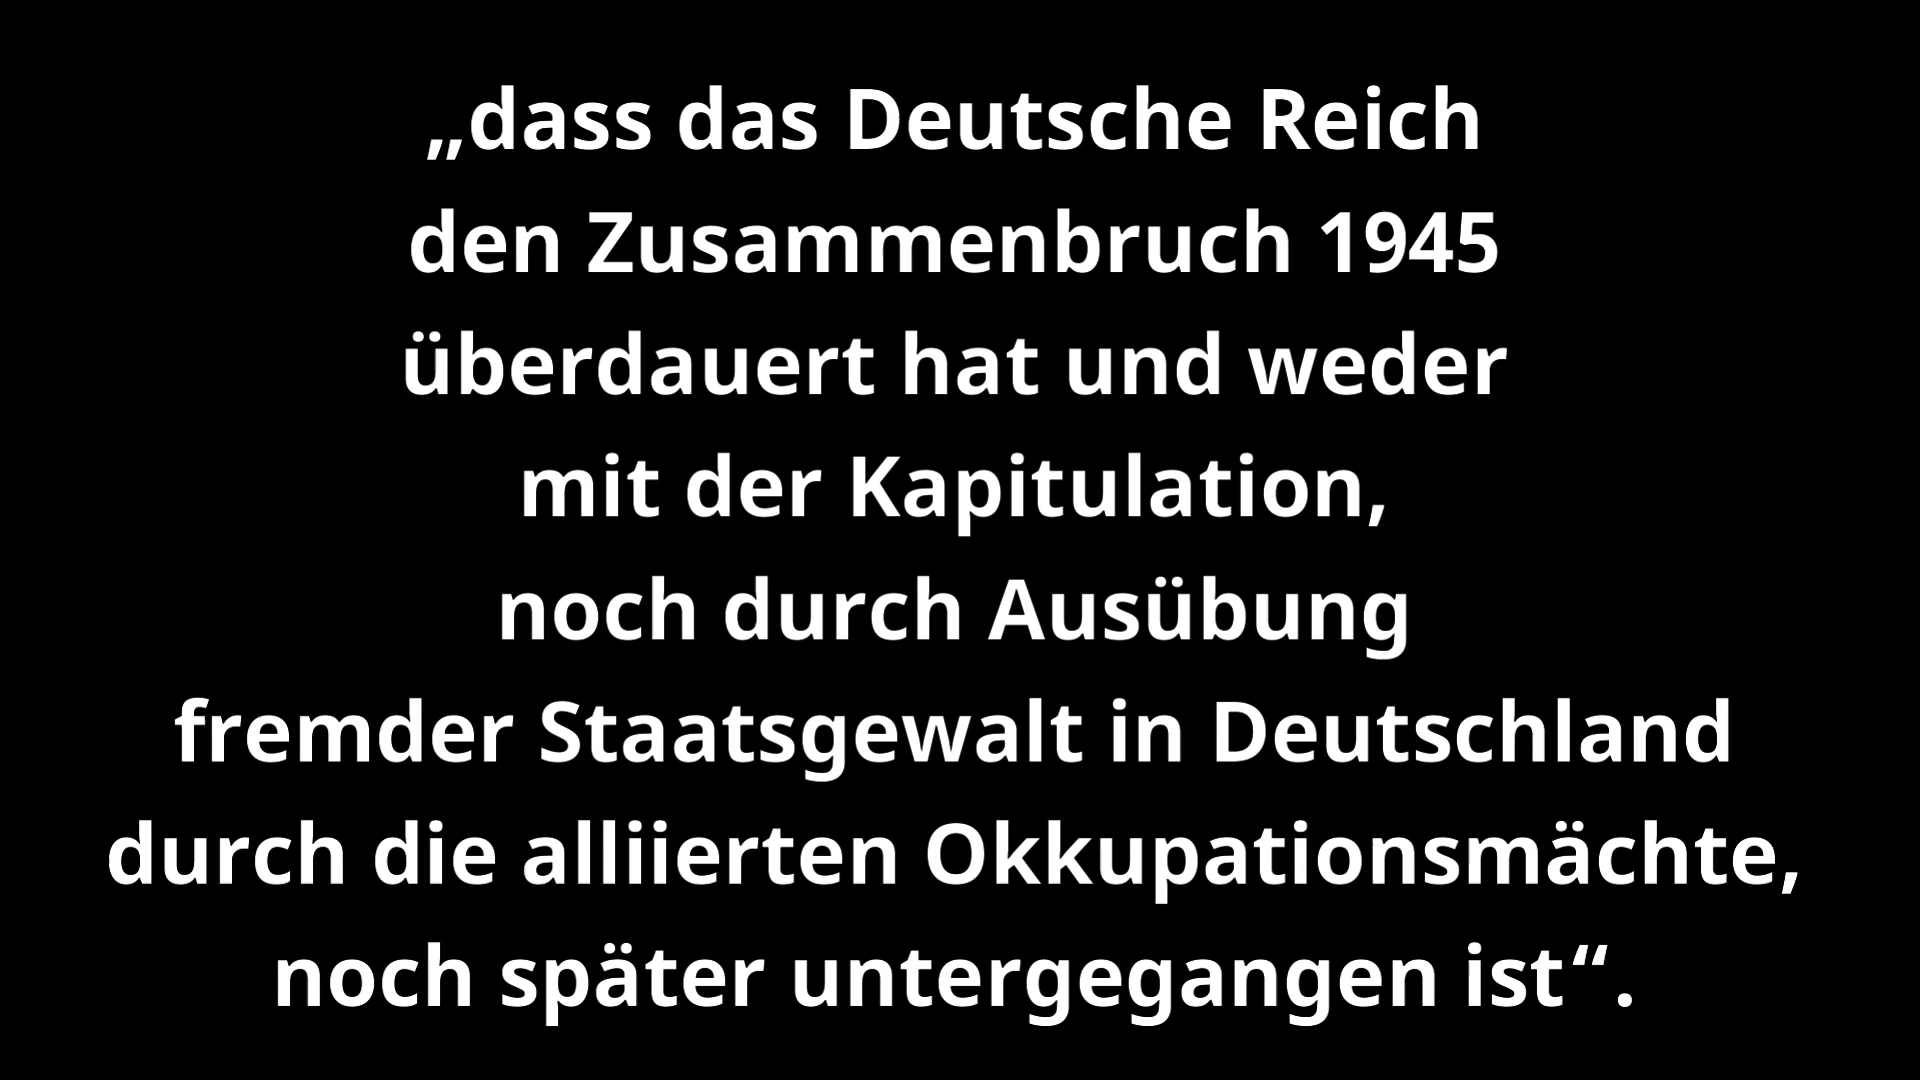 „dass das Deutsche Reich
den Zusammenbruch 1945
überdauert hat und weder
mit der Kapitulation,
noch durch Ausübung
fremder Staatsgewalt in Deutschland
durch die alliierten Okkupationsmächte,
noch später untergegangen ist“.